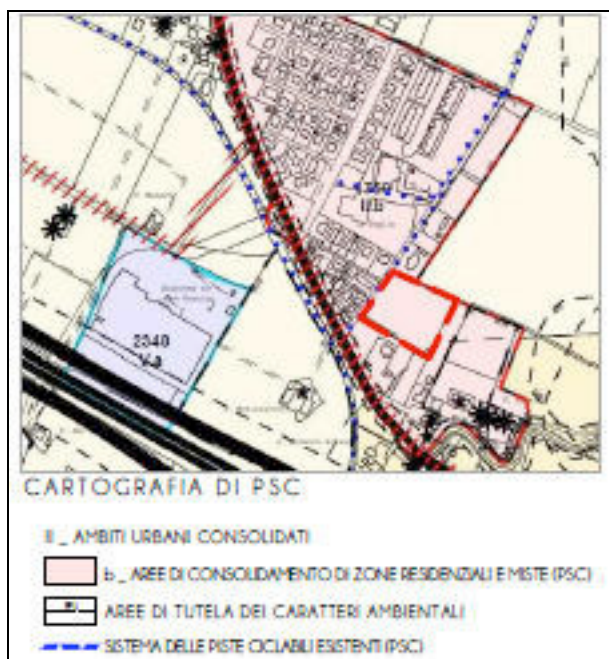 2340
V.a
II.b
CARTOGRAFIA DI PSC
II _ AMBITI URBANI CONSOLIDATI
b _ AREE DI CONSOLIDAMENTO DI ZONE RESIDENZIALI E MISTE (PSC)
AREE DI TUTELA DEI CARATTERI AMBIENTALI
SISTEMA DELLE PISTE CICLABILI ESISTENTI (PSC)